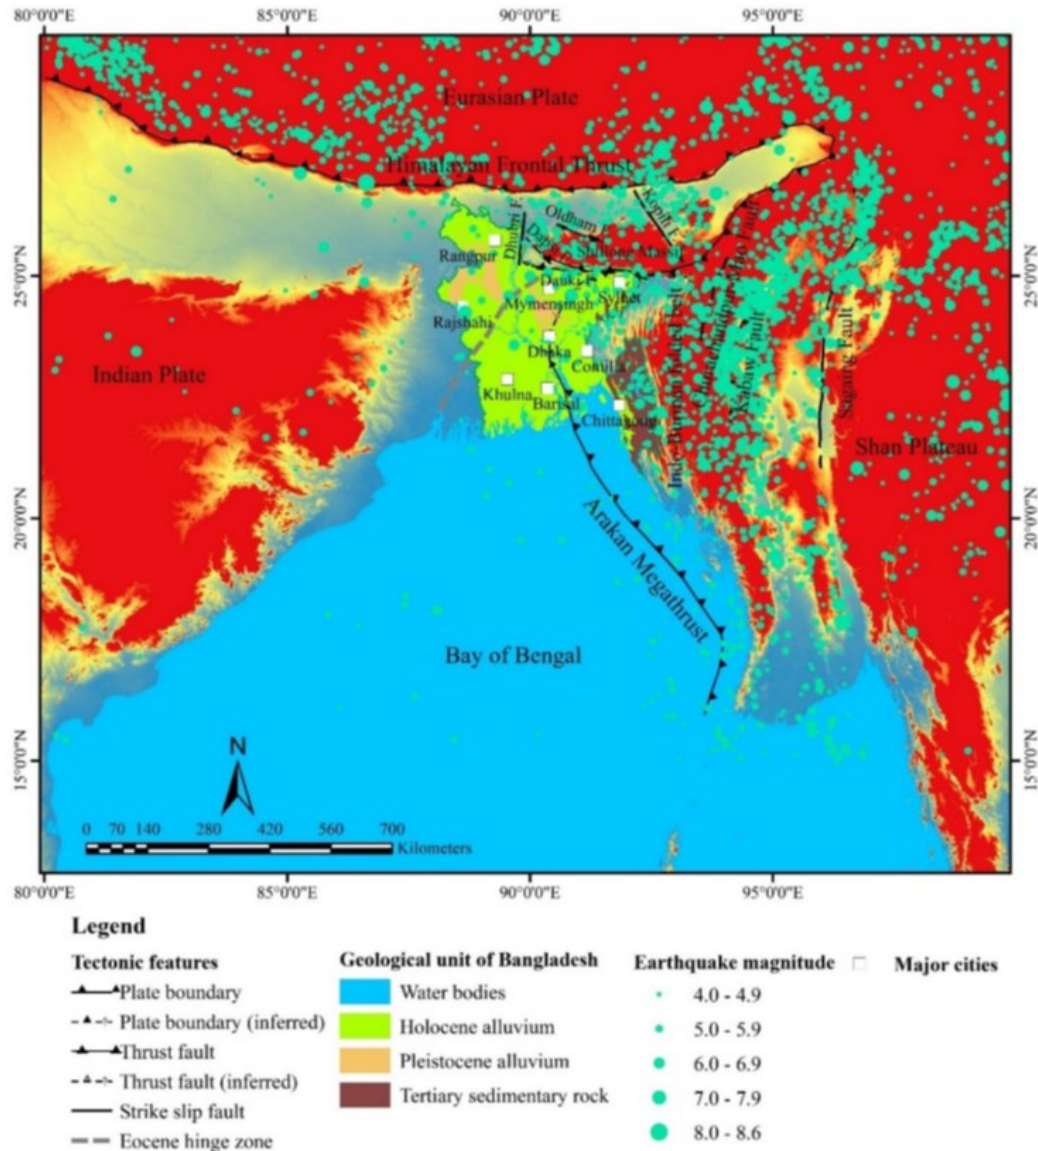 80°0'0"E 85°0'0"E 90°0'0"E 95°0'0"E
Eurasian Plate
Himalayan Frontal Thrust
Kopili F.
Dhubri F.
Oldham F.
Shillong Massif
25°0'0"N
25°0'0"N
Rangpur
Dauki F.
Mymensingh
Sylhet
Rajshahi
Dhaka
Comilla
Indian Plate
Khulna
Barisal
Chittagong
Indo-Burman folded belt
Kabaw Fault
Sagaing Fault
Shan Plateau
20°0'0"N
20°0'0"N
Arakan Megathrust
Bay of Bengal
N
15°0'0"N
15°0'0"N
0 70 140 280 420 560 700
Kilometers
80°0'0"E 85°0'0"E 90°0'0"E 95°0'0"E
Legend
Tectonic features
Plate boundary
Plate boundary (inferred)
Thrust fault
Thrust fault (inferred)
Strike slip fault
Eocene hinge zone
Geological unit of Bangladesh
Water bodies
Holocene alluvium
Pleistocene alluvium
Tertiary sedimentary rock
Earthquake magnitude
4.0 - 4.9
5.0 - 5.9
6.0 - 6.9
7.0 - 7.9
8.0 - 8.6
Major cities